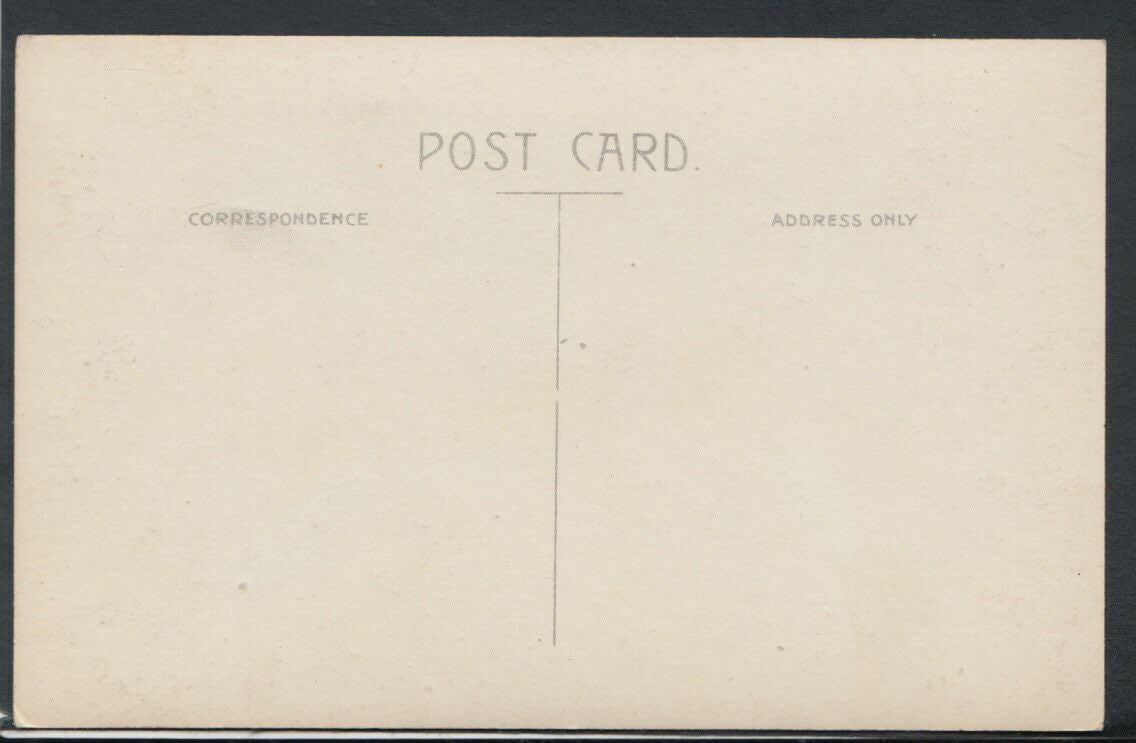 POST CARD.
CORRESPONDENCE
ADDRESS ONLY